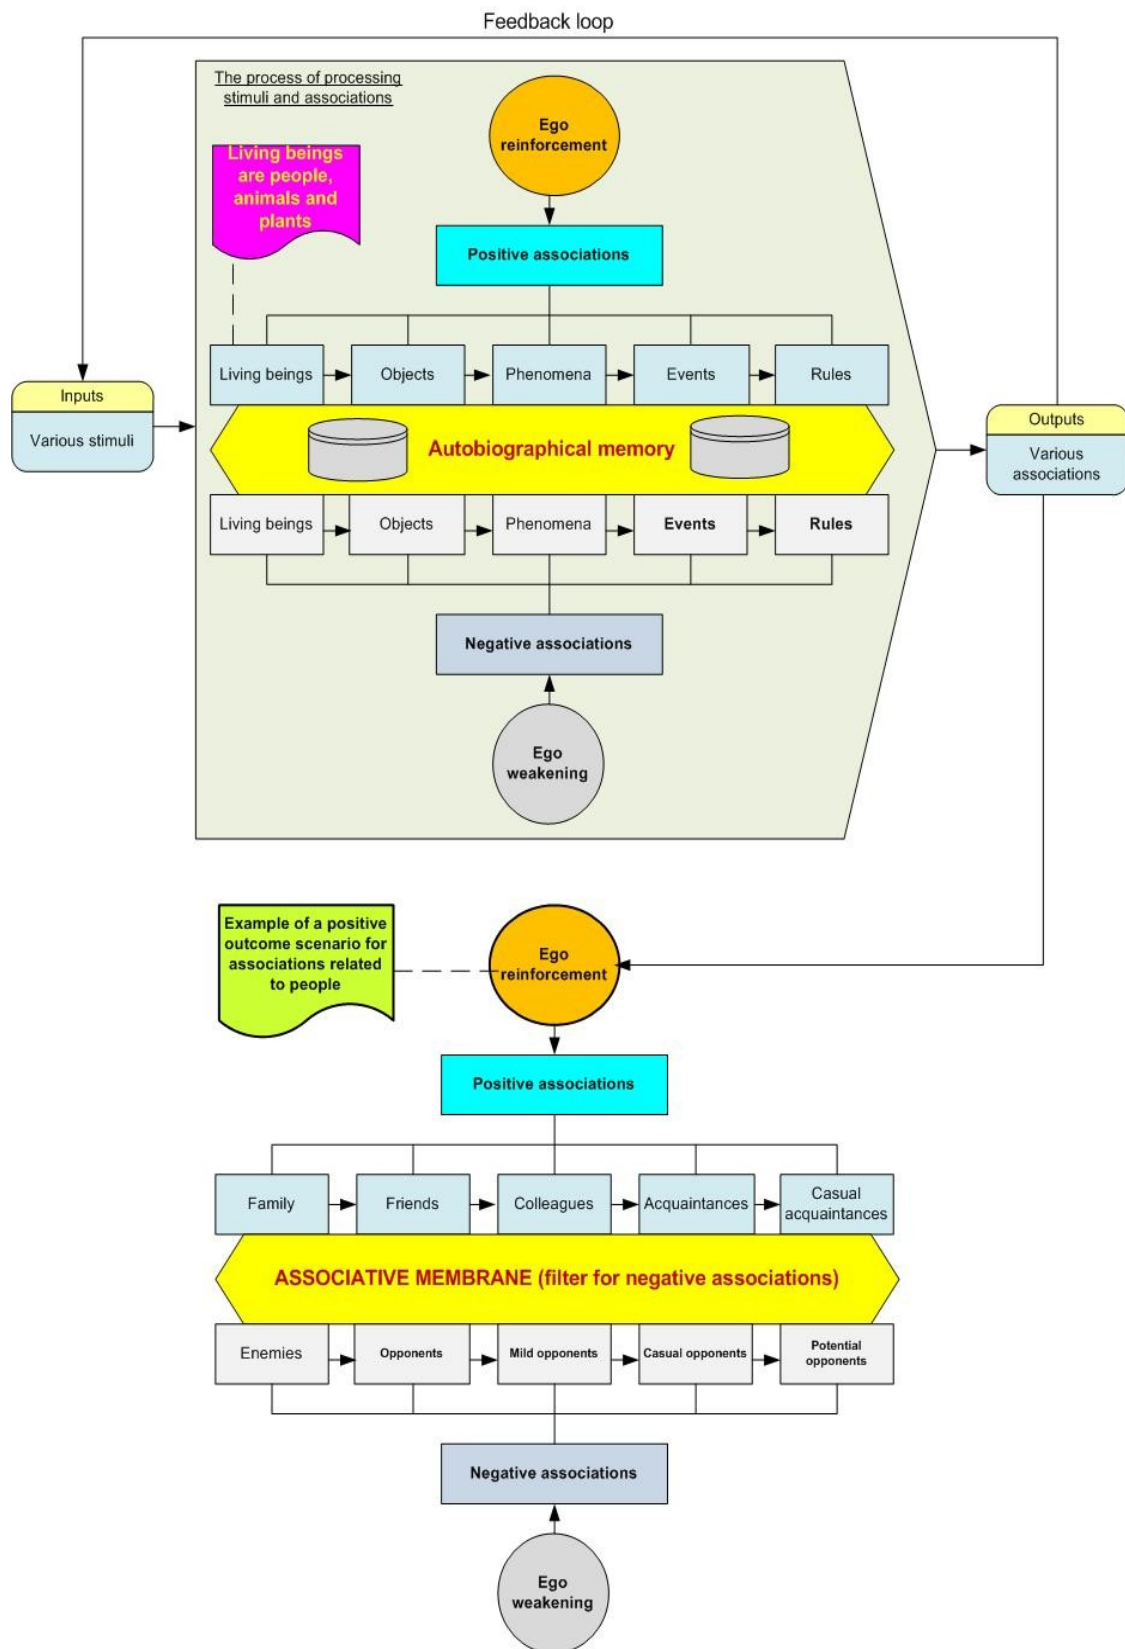 Feedback loop
The process of processing
stimuli and associations
Ego
reinforcement
Living beings
are people,
animals and
plants
Positive associations
Living beings
Objects
Phenomena
Events
Rules
Inputs
Various stimuli
Autobiographical memory
Outputs
Various
associations
Living beings
Objects
Phenomena
Events
Rules
Negative associations
Ego
weakening
Example of a positive
outcome scenario for
associations related
to people
Ego
reinforcement
Positive associations
Family
Friends
Colleagues
Acquaintances
Casual
acquaintances
ASSOCIATIVE MEMBRANE (filter for negative associations)
Enemies
Opponents
Mild opponents
Casual opponents
Potential
opponents
Negative associations
Ego
weakening